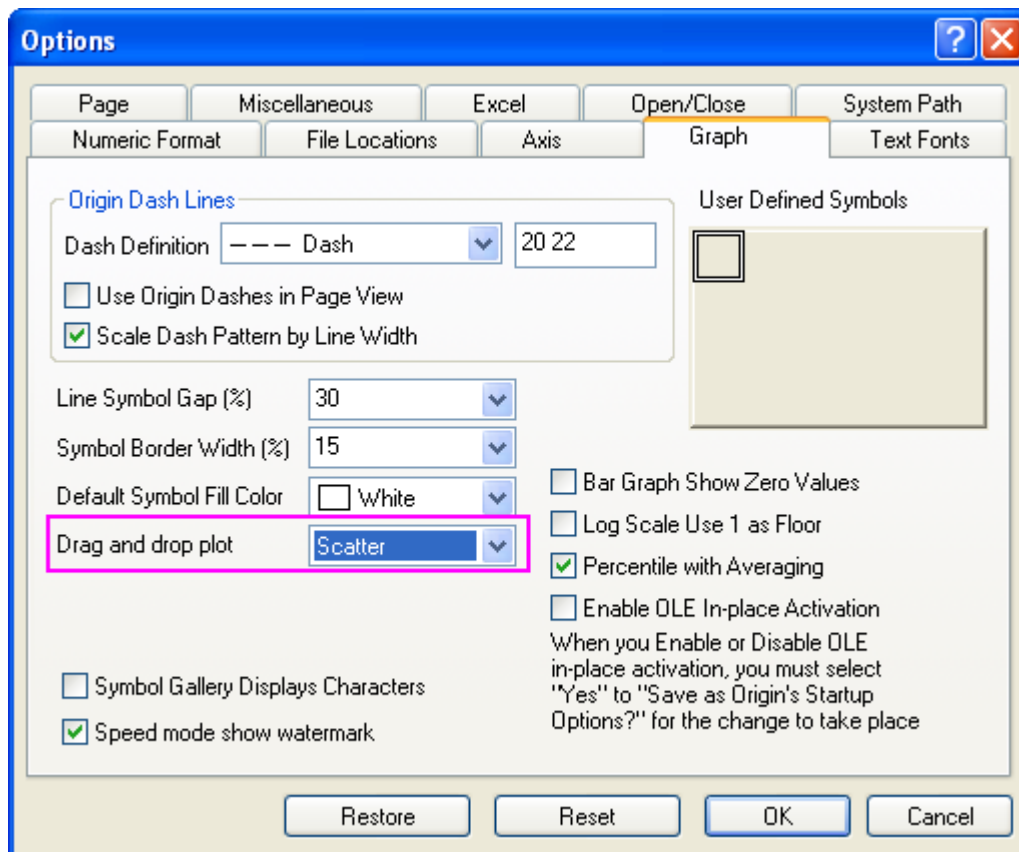 Options
Page Miscellaneous Excel Open/Close System Path
Numeric Format File Locations Axis Graph Text Fonts
Origin Dash Lines
User Defined Symbols
Dash Definition Dash 20 22
Use Origin Dashes in Page View
Scale Dash Pattern by Line Width
Line Symbol Gap (%) 30
Symbol Border Width (%) 15
Default Symbol Fill Color White
Drag and drop plot Scatter
Bar Graph Show Zero Values
Log Scale Use 1 as Floor
Percentile with Averaging
Enable OLE In-place Activation
When you Enable or Disable OLE
in-place activation, you must select
"Yes" to "Save as Origin's Startup
Options?" for the change to take place
Symbol Gallery Displays Characters
Speed mode show watermark
Restore Reset OK Cancel